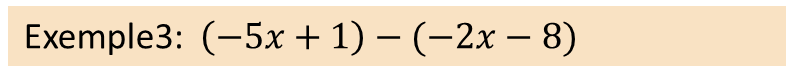 Exemple3: (−5x + 1) − (−2x − 8)